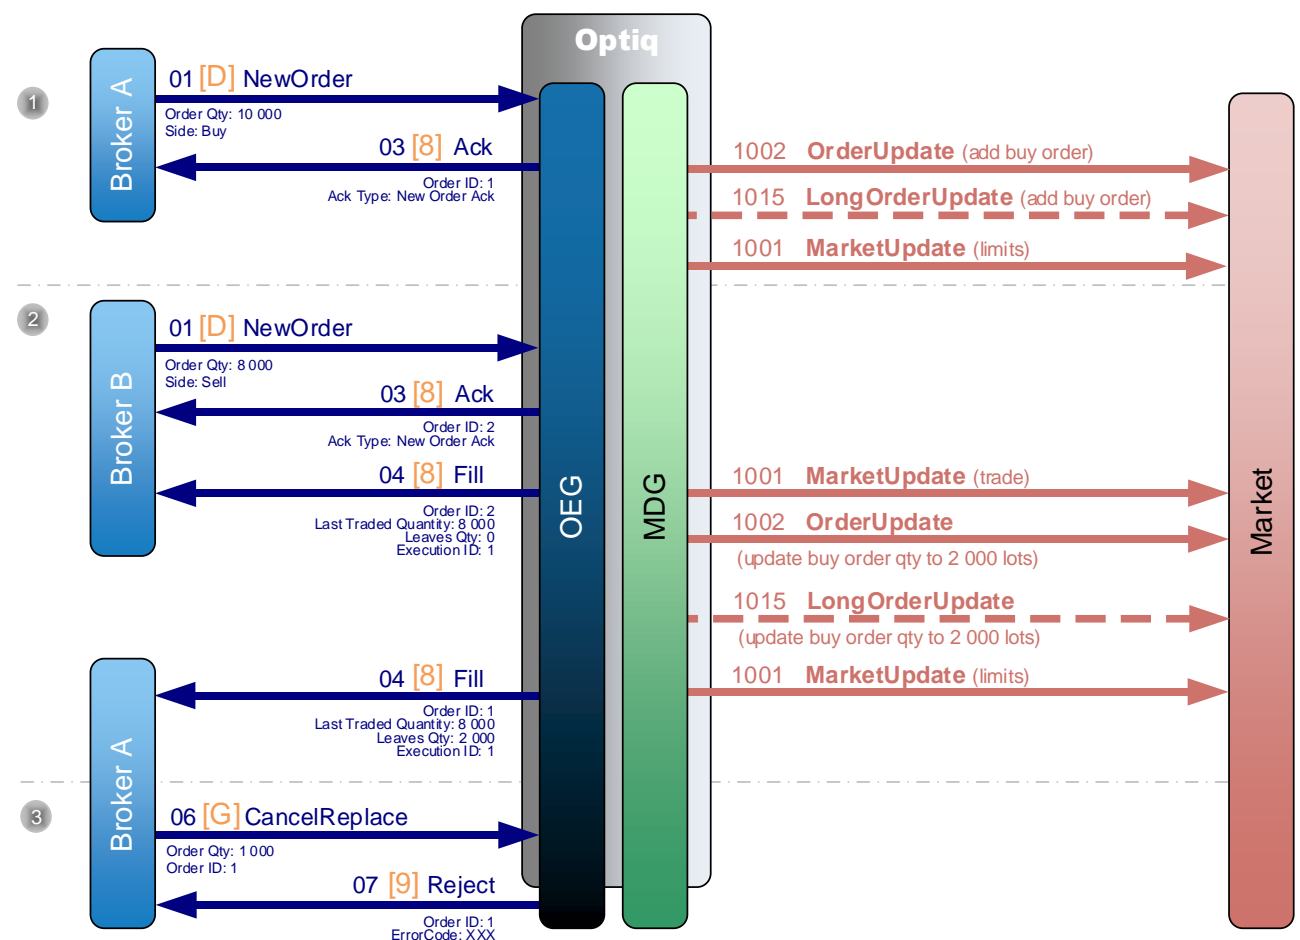 Optiq
1
Broker A
01 [D] NewOrder
Order Qty: 10 000
Side: Buy
03 [8] Ack
Order ID: 1
Ack Type: New Order Ack
1002 OrderUpdate (add buy order)
1015 LongOrderUpdate (add buy order)
1001 MarketUpdate (limits)
2
Broker B
01 [D] NewOrder
Order Qty: 8 000
Side: Sell
03 [8] Ack
Order ID: 2
Ack Type: New Order Ack
04 [8] Fill
Order ID: 2
Last Traded Quantity: 8 000
Leaves Qty: 0
Execution ID: 1
OEG
MDG
Market
1001 MarketUpdate (trade)
1002 OrderUpdate
(update buy order qty to 2 000 lots)
1015 LongOrderUpdate
(update buy order qty to 2 000 lots)
1001 MarketUpdate (limits)
Broker A
04 [8] Fill
Order ID: 1
Last Traded Quantity: 8 000
Leaves Qty: 2 000
Execution ID: 1
3
06 [G] CancelReplace
Order Qty: 1 000
Order ID: 1
07 [9] Reject
Order ID: 1
ErrorCode: XXX